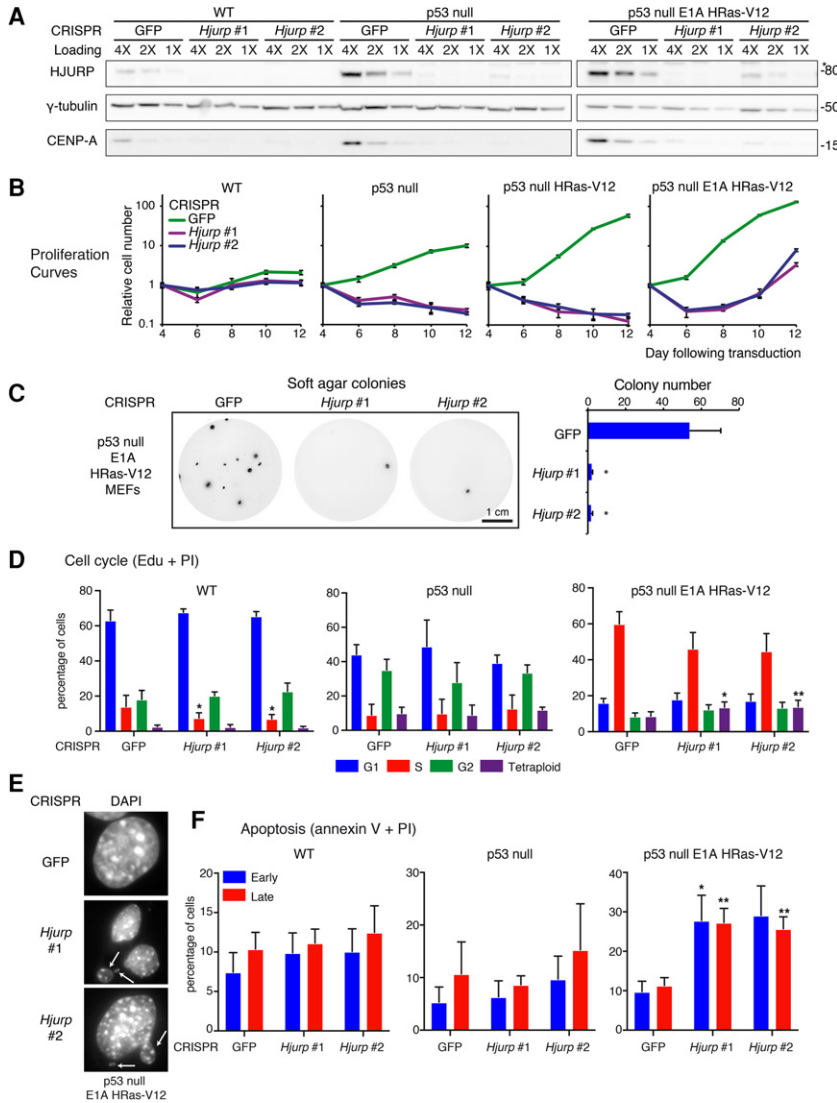 A
WT
p53 null
p53 null E1A HRas-V12
CRISPR
GFP Hjurp #1 Hjurp #2 GFP Hjurp #1 Hjurp #2 GFP Hjurp #1 Hjurp #2
Loading 4X 2X 1X 4X 2X 1X 4X 2X 1X 4X 2X 1X 4X 2X 1X 4X 2X 1X 4X 2X 1X 4X 2X 1X 4X 2X 1X
HJURP
*
-80
γ-tubulin
-50
CENP-A
-15
B
WT
p53 null
p53 null HRas-V12
p53 null E1A HRas-V12
Proliferation
Curves
Relative cell number
100
10
1
0.1
CRISPR
GFP
Hjurp #1
Hjurp #2
4 6 8 10 12 4 6 8 10 12 4 6 8 10 12 4 6 8 10 12
Day following transduction
C
Soft agar colonies
CRISPR
GFP
Hjurp #1
Hjurp #2
p53 null
E1A
HRas-V12
MEFs
1 cm
Colony number
0 20 40 60 80
GFP
Hjurp #1
*
Hjurp #2
*
D
Cell cycle (Edu + PI)
WT
p53 null
p53 null E1A HRas-V12
percentage of cells
80
60
40
20
0
80
60
40
20
0
80
60
40
20
0
* *
* **
CRISPR
GFP Hjurp #1 Hjurp #2
GFP Hjurp #1 Hjurp #2
GFP Hjurp #1 Hjurp #2
G1 S G2 Tetraploid
E
CRISPR
DAPI
GFP
Hjurp
#1
Hjurp
#2
p53 null
E1A HRas-V12
F
Apoptosis (annexin V + PI)
WT
p53 null
p53 null E1A HRas-V12
percentage of cells
20
15
10
5
0
Early
Late
30
20
10
0
40
30
20
10
0
* ** **
CRISPR
GFP Hjurp #1 Hjurp #2
GFP Hjurp #1 Hjurp #2
GFP Hjurp #1 Hjurp #2